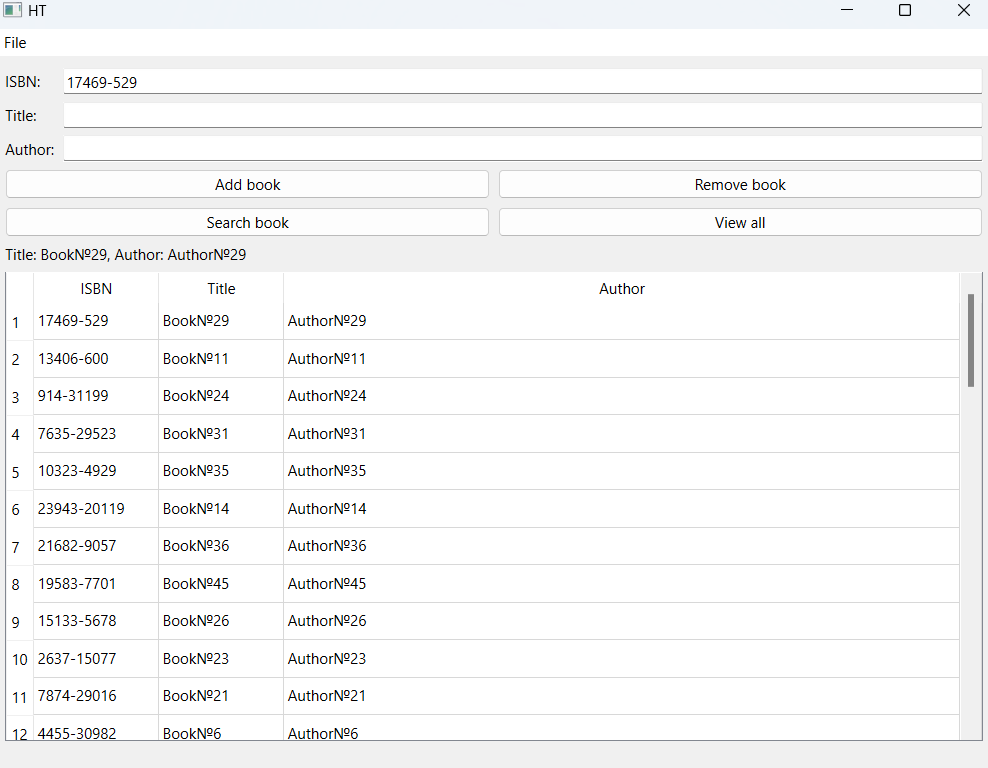 HT
File
ISBN: 17469-529
Title:
Author:
Add book Remove book
Search book View all
Title: Book№29, Author: Author№29
ISBN Title Author
1 17469-529 Book№29 Author№29
2 13406-600 Book№11 Author№11
3 914-31199 Book№24 Author№24
4 7635-29523 Book№31 Author№31
5 10323-4929 Book№35 Author№35
6 23943-20119 Book№14 Author№14
7 21682-9057 Book№36 Author№36
8 19583-7701 Book№45 Author№45
9 15133-5678 Book№26 Author№26
10 2637-15077 Book№23 Author№23
11 7874-29016 Book№21 Author№21
12 4455-30982 Book№6 Author№6